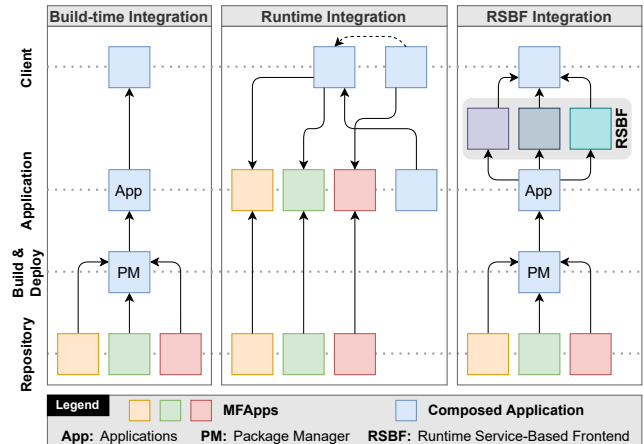 Build-time Integration
Runtime Integration
RSBF Integration
Client
Application
Build &
Deploy
Repository
App
PM
RSBF
App
PM
Legend
MFApps
Composed Application
App: Applications
PM: Package Manager
RSBF: Runtime Service-Based Frontend